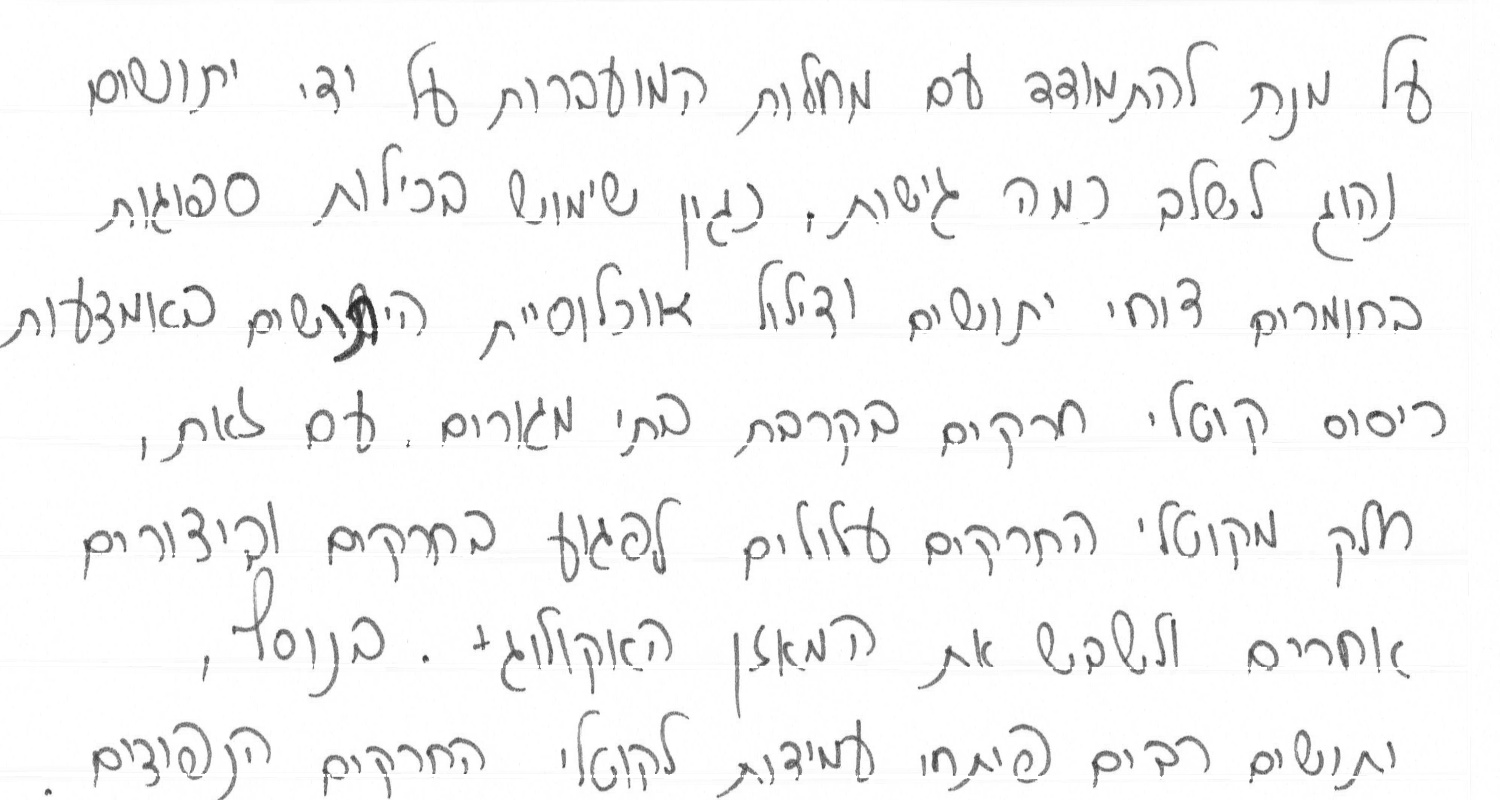 על מנת להתמודד עם מחלות המועברות על ידי יתושים
נהוג לשלב כמה גישות, כגון שימוש בכילות ספוגות
בחומרים דוחי יתושים ודילול אוכלוסיית היתושים באמצעות
ריסוס קוטלי חרקים בקרבת בתי מגורים. עם זאת,
חלק מקוטלי החרקים עלולים לפגוע בחרקים וביצורים
אחרים ולשבש את המאזן האקולוגי. בנוסף,
יתושים רבים פיתחו עמידות לקוטלי החרקים הנפוצים.